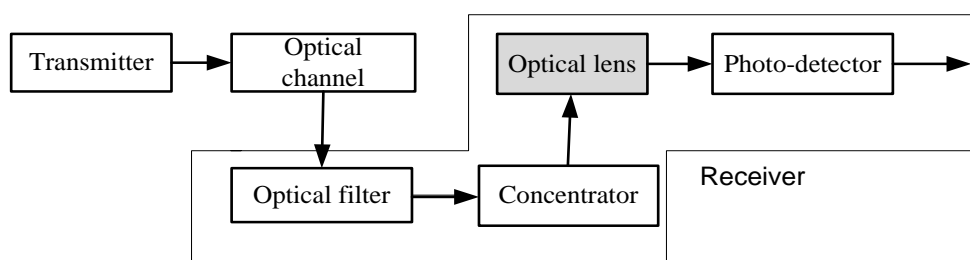 Transmitter
Optical
channel
Optical lens
Photo-detector
Optical filter
Concentrator
Receiver